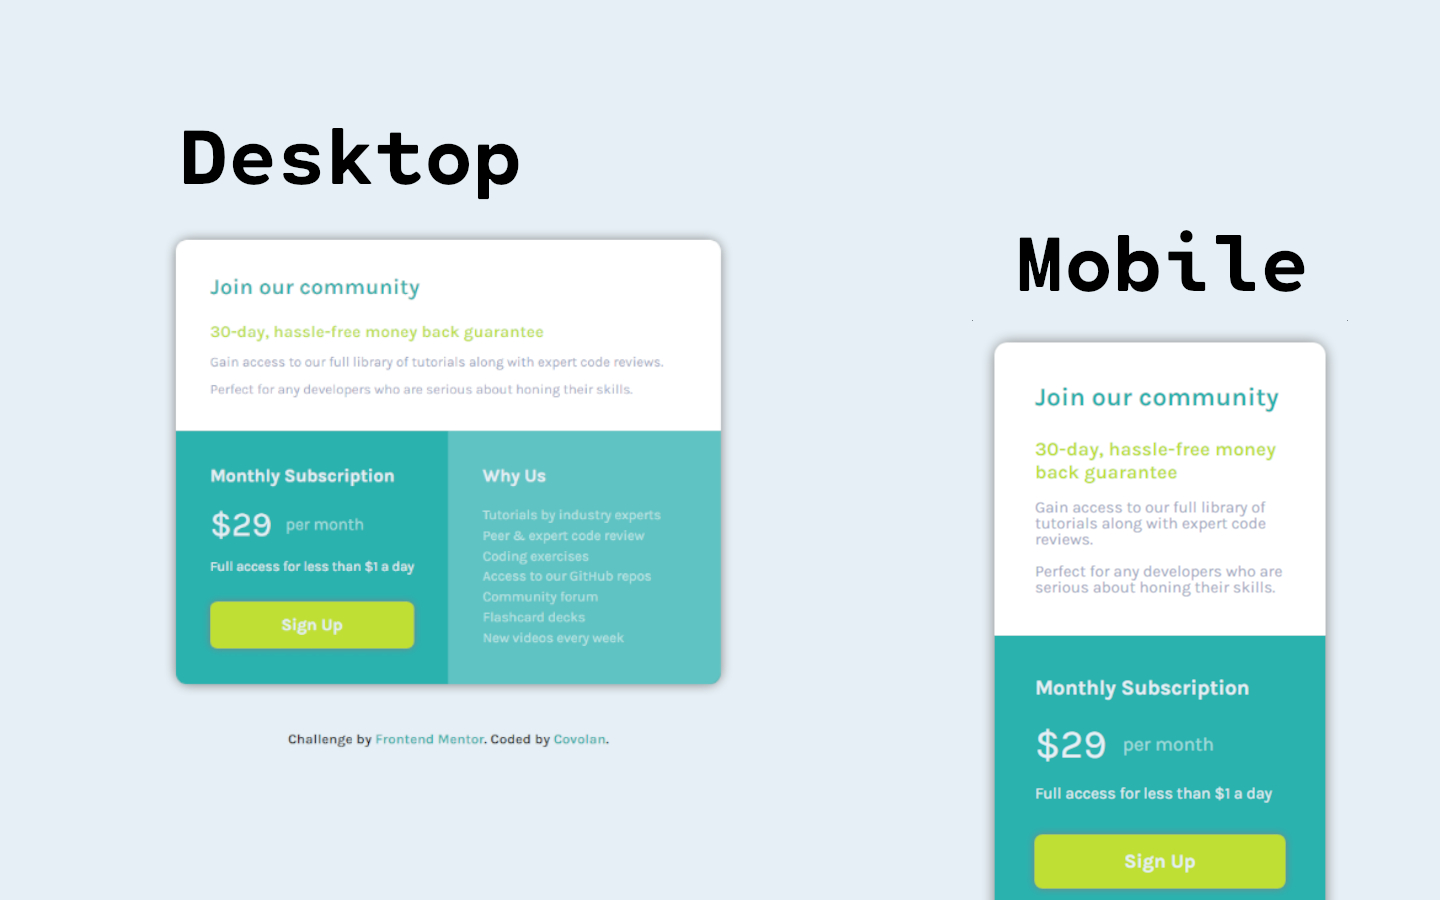 Desktop
Join our community
30-day, hassle-free money back guarantee
Gain access to our full library of tutorials along with expert code reviews.
Perfect for any developers who are serious about honing their skills.
Monthly Subscription
$29 per month
Full access for less than $1 a day
Sign Up
Why Us
Tutorials by industry experts
Peer & expert code review
Coding exercises
Access to our GitHub repos
Community forum
Flashcard decks
New videos every week
Challenge by Frontend Mentor. Coded by Covolan.
Mobile
Join our community
30-day, hassle-free money
back guarantee
Gain access to our full library of
tutorials along with expert code
reviews.
Perfect for any developers who are
serious about honing their skills.
Monthly Subscription
$29 per month
Full access for less than $1 a day
Sign Up